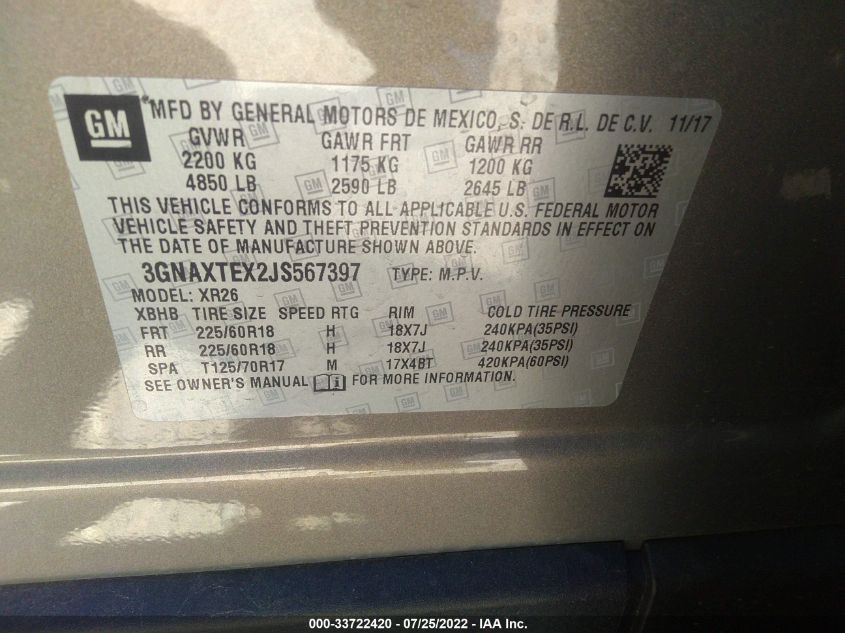 GM *MFD BY GENERAL MOTORS DE MEXICO, S. DE R.L. DE C.V. 11/17
GVWR GAWR FRT GAWR RR
2200 KG 1175 KG 1200 KG
4850 LB 2590 LB 2645 LB
THIS VEHICLE CONFORMS TO ALL APPLICABLE U.S. FEDERAL MOTOR
VEHICLE SAFETY AND THEFT PREVENTION STANDARDS IN EFFECT ON
THE DATE OF MANUFACTURE SHOWN ABOVE.
3GNAXTEX2JS567397 TYPE: M.P.V.
MODEL: XR26
XBHB TIRE SIZE SPEED RTG RIM COLD TIRE PRESSURE
FRT 225/60R18 H 18X7J 240KPA(35PSI)
RR 225/60R18 H 18X7J 240KPA(35PSI)
SPA T125/70R17 M 17X4BT 420KPA(60PSI)
SEE OWNER'S MANUAL FOR MORE INFORMATION.
000-33722420 - 07/25/2022 - IAA Inc.